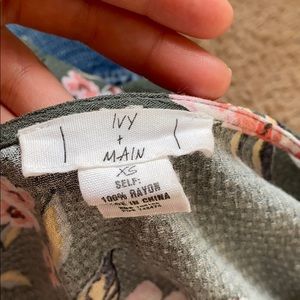 IVY
+
MAIN
XS
SELF:
100% RAYON
MADE IN CHINA